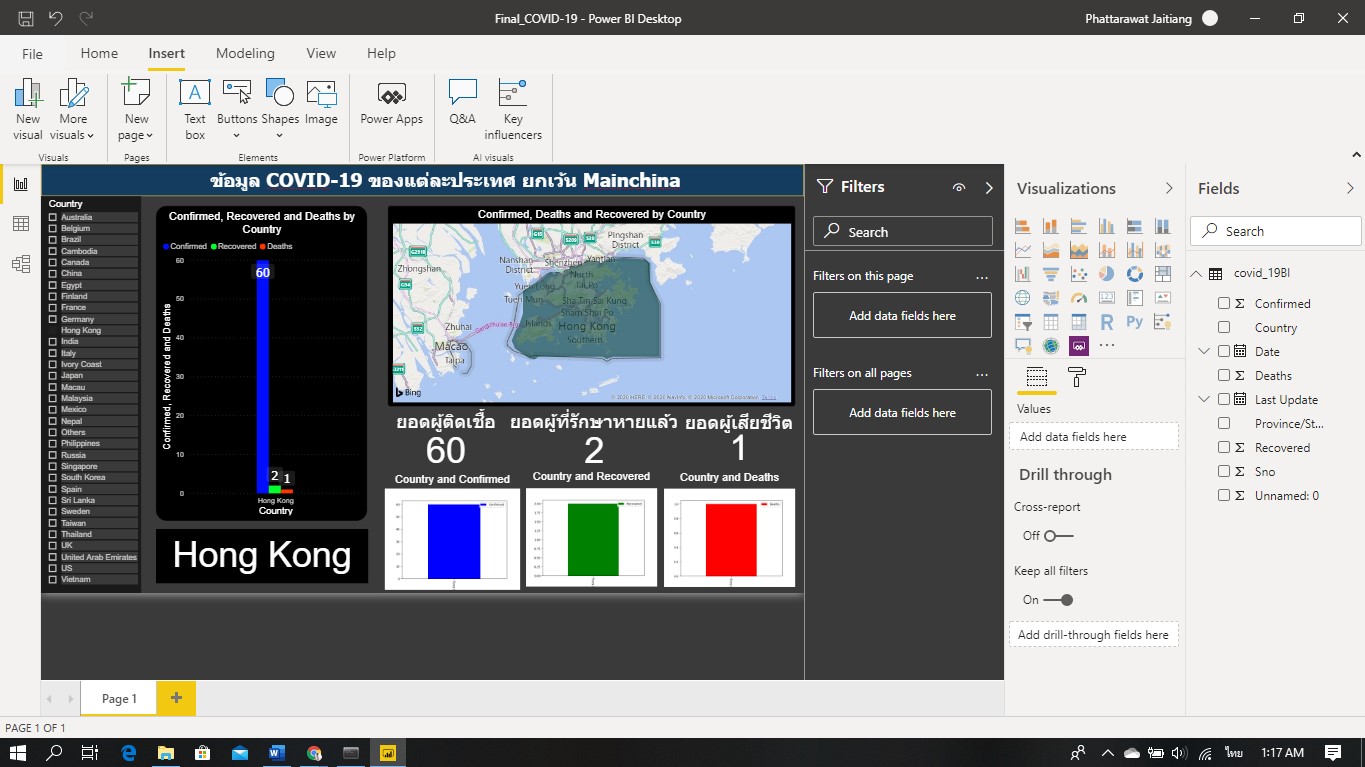 Final_COVID-19 - Power BI Desktop
Phattarawat Jaitiang
File Home Insert Modeling View Help
New visual
More visuals
New page
Text box
Buttons
Shapes
Image
Power Apps
Q&A
Key influencers
Visuals
Pages
Elements
Power Platform
AI visuals
ข้อมูล COVID-19 ของแต่ละประเทศ ยกเว้น Mainchina
Country
Australia
Belgium
Brazil
Cambodia
Canada
China
Egypt
Finland
France
Germany
Hong Kong
India
Italy
Ivory Coast
Japan
Macau
Malaysia
Mexico
Nepal
Others
Philippines
Russia
Singapore
South Korea
Spain
Sri Lanka
Sweden
Taiwan
Thailand
UK
United Arab Emirates
US
Vietnam
Confirmed, Recovered and Deaths by
Country
Confirmed Recovered Deaths
60
50
40
30
20
10
0
Confirmed, Recovered and Deaths
60
2
1
Hong Kong
Country
Hong Kong
Confirmed, Deaths and Recovered by Country
Pingshan
District
Nanshan
District
Shenzhen
Yantian
Zhongshan
North
Yuen Long
Tai Po
Tuen Mun
Sha Tin Sai Kung
Sham Shui Po
Zhuhai
Islands
Hong Kong
Southern
Macao
Taipa
Bing
© 2020 HERE, © 2020 NavInfo, © 2020 Microsoft Corporation Terms
ยอดผู้ติดเชื้อ
60
ยอดผู้ที่รักษาหายแล้ว
2
ยอดผู้เสียชีวิต
1
Country and Confirmed
Country and Recovered
Country and Deaths
Confirmed
Recovered
Deaths
Filters
Search
Filters on this page
...
Add data fields here
Filters on all pages
...
Add data fields here
Visualizations
R
Py
...
Values
Add data fields here
Drill through
Cross-report
Off
Keep all filters
On
Add drill-through fields here
Fields
Search
covid_19BI
Confirmed
Country
Date
Deaths
Last Update
Province/St...
Recovered
Sno
Unnamed: 0
Page 1
PAGE 1 OF 1
ไทย
1:17 AM